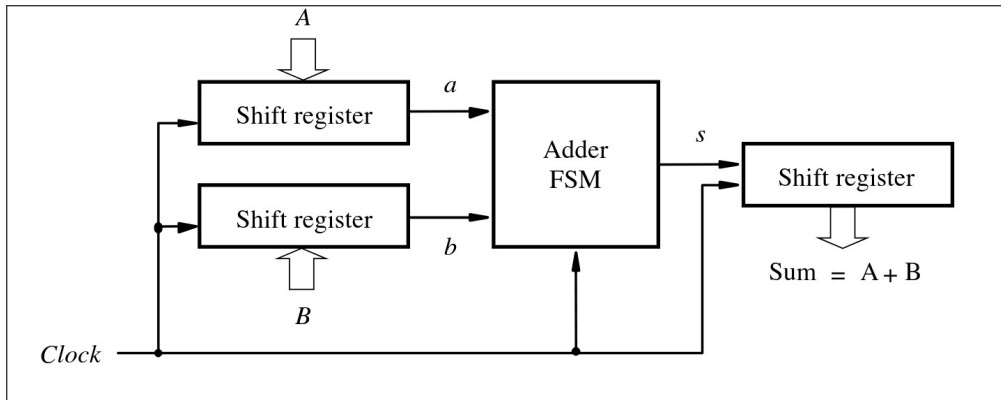 A
Shift register
a
Adder
FSM
s
Shift register
Shift register
b
B
Sum = A + B
Clock